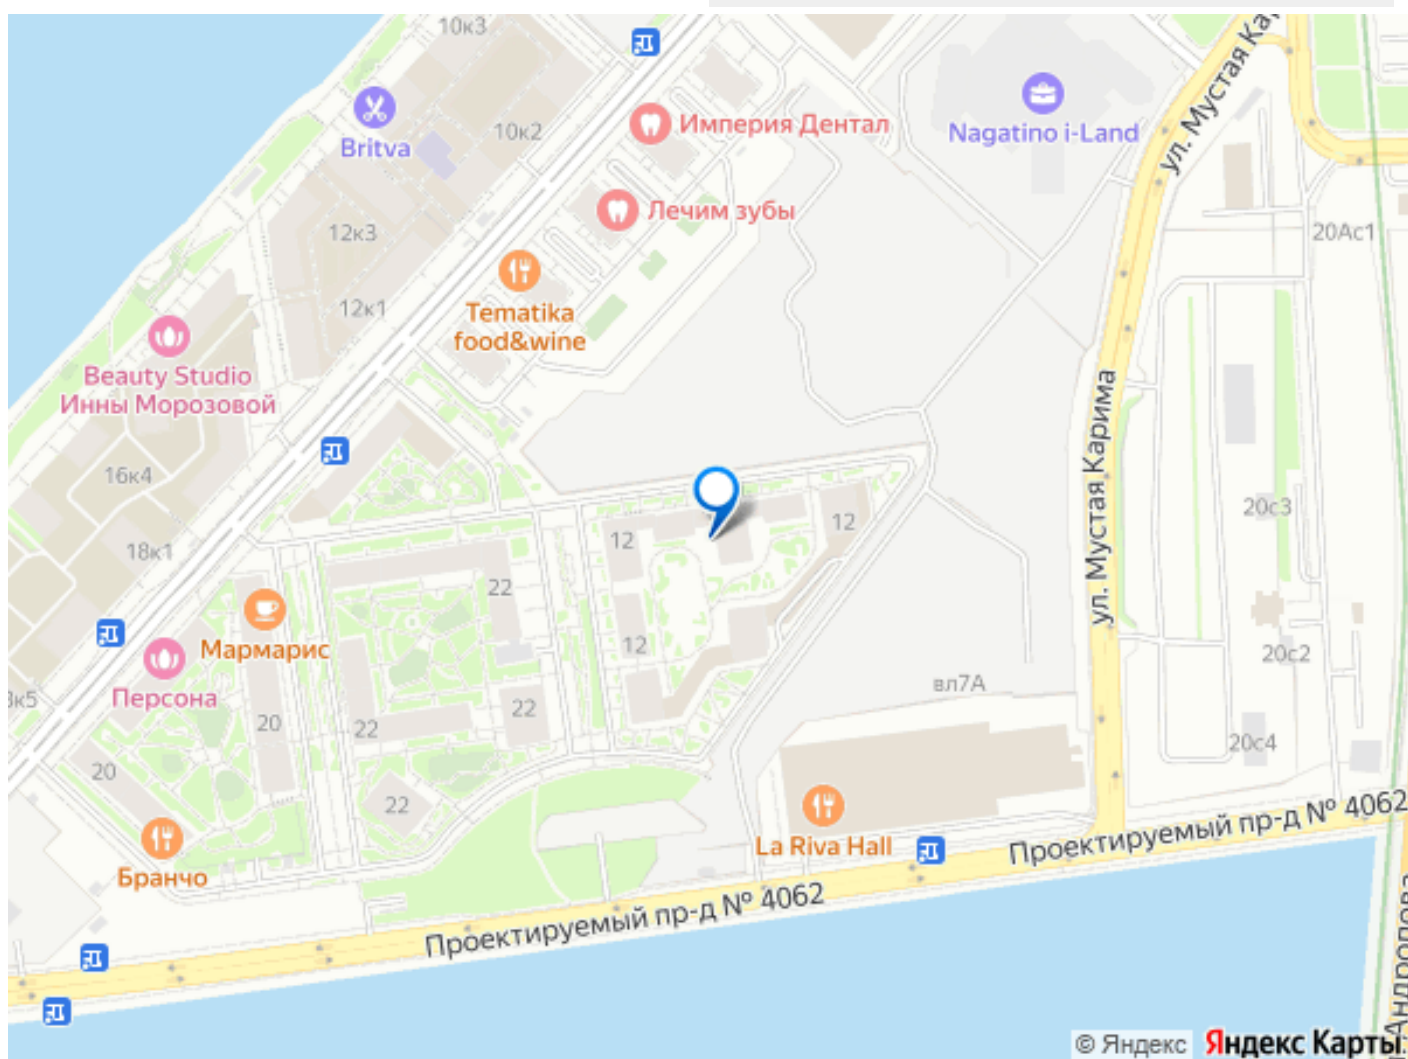 10к3
Britva
10к2
Империя Дентал
Nagatino i-Land
ул. Мустая Ка
Лечим зубы
12к3
20Ас1
12к1
Tematika
food&wine
Beauty Studio
Инны Морозовой
16к4
18к1
12
12
22
20с3
ул. Мустая Карима
Мармарис
12
20с2
Персона
к5
вл7А
20
22
22
20с4
20
22
La Riva Hall
Проектируемый пр-д № 4062
Бранчо
Проектируемый пр-д № 4062
Андропова
© Яндекс
Яндекс Карты